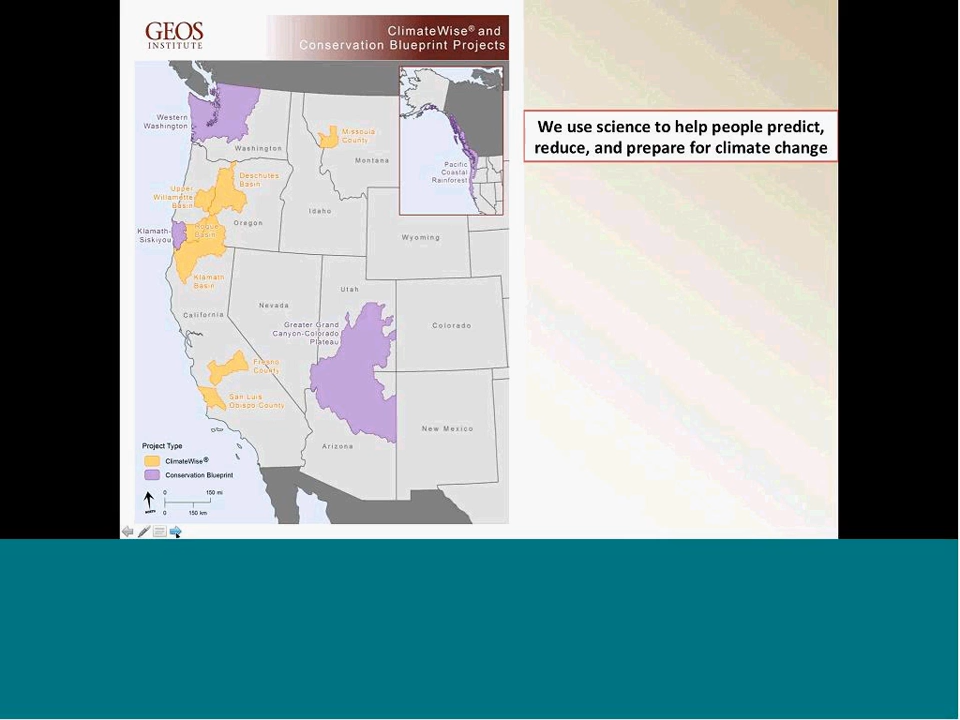 GEOS
INSTITUTE
ClimateWise® and
Conservation Blueprint Projects
We use science to help people predict,
reduce, and prepare for climate change
Western
Washington
Washington
Missoula
County
Montana
Pacific
Coastal
Rainforest
Deschutes
Basin
Upper
Willamette
Basin
Idaho
Oregon
Rogue
Basin
Klamath-
Siskiyou
Wyoming
Klamath
Basin
Utah
Nevada
California
Greater Grand
Canyon-Colorado
Plateau
Colorado
Fresno
County
San Luis
Obispo County
New Mexico
Arizona
Project Type
ClimateWise®
Conservation Blueprint
0 150 mi
0 150 km
NORTH